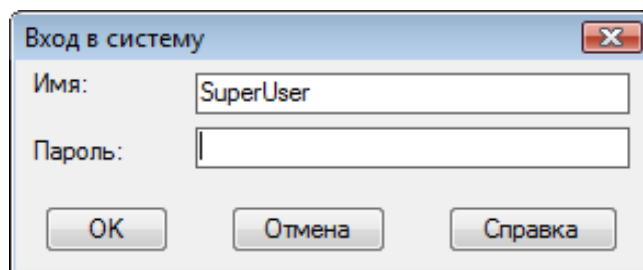 Вход в систему
Имя: SuperUser
Пароль:
OK Отмена Справка